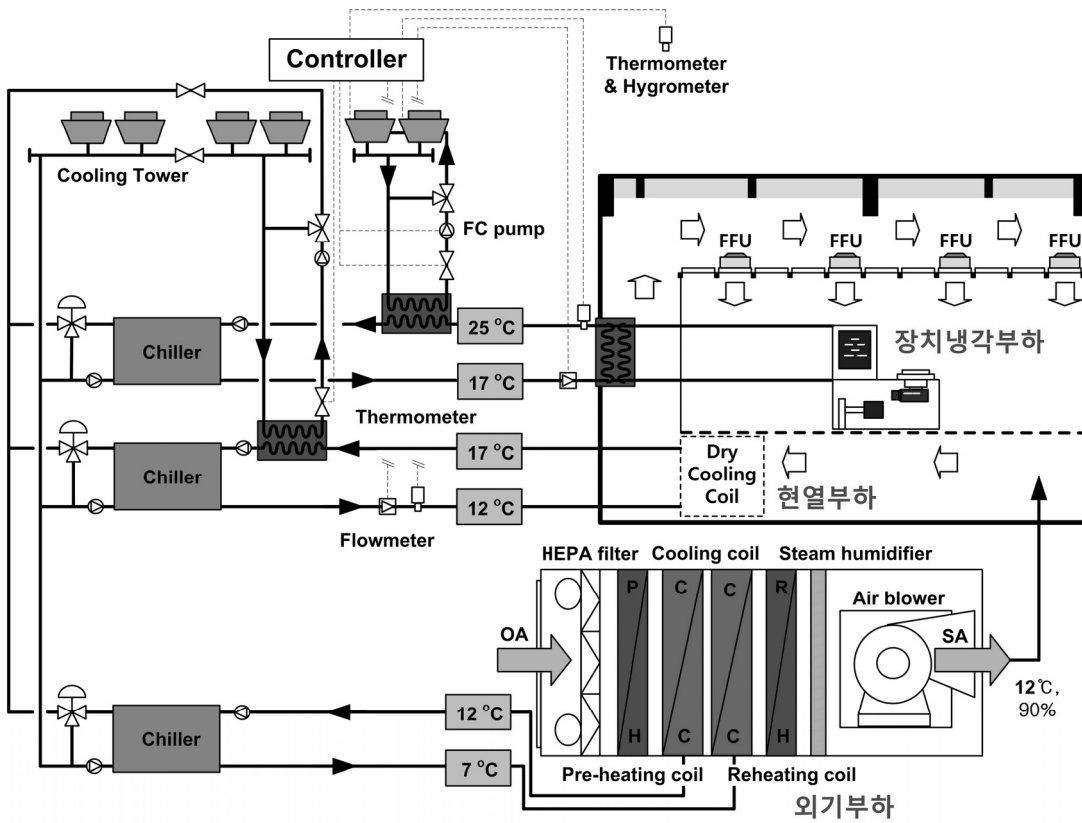 Controller
Thermometer
& Hygrometer
Cooling Tower
FC pump
FFU
FFU
FFU
FFU
25 °C
장치냉각부하
Chiller
17 °C
Thermometer
17 °C
Dry
Cooling
Coil
현열부하
Chiller
12 °C
Flowmeter
HEPA filter
Cooling coil
Steam humidifier
P
C
C
R
Air blower
OA
SA
12℃,
90%
H
C
C
H
12 °C
Chiller
7 °C
Pre-heating coil
Reheating coil
외기부하